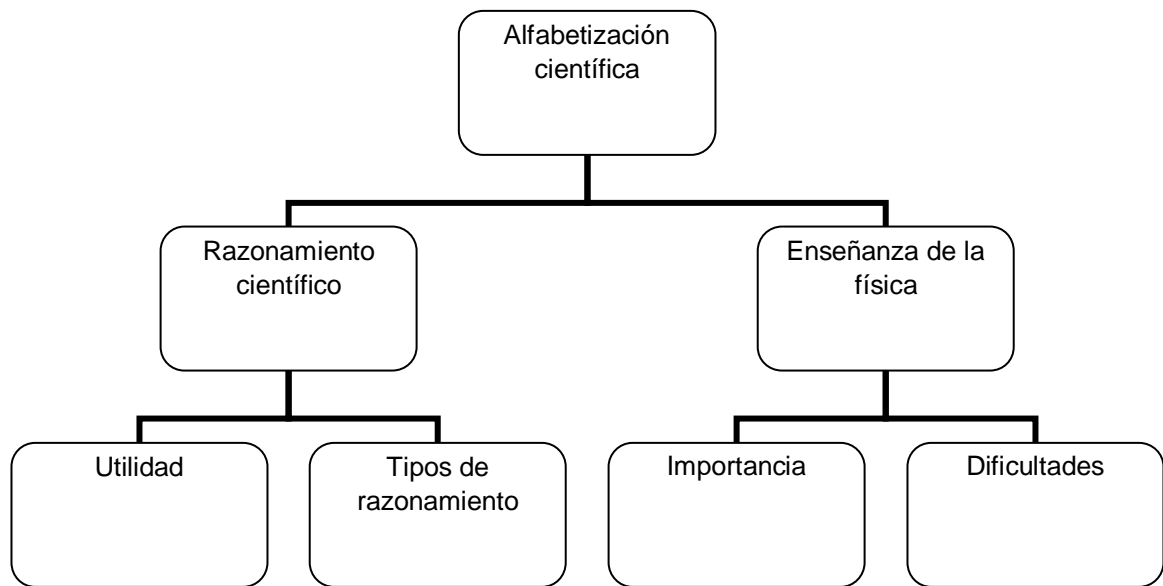 Alfabetización
científica
Razonamiento
científico
Enseñanza de la
física
Utilidad
Tipos de
razonamiento
Importancia
Dificultades